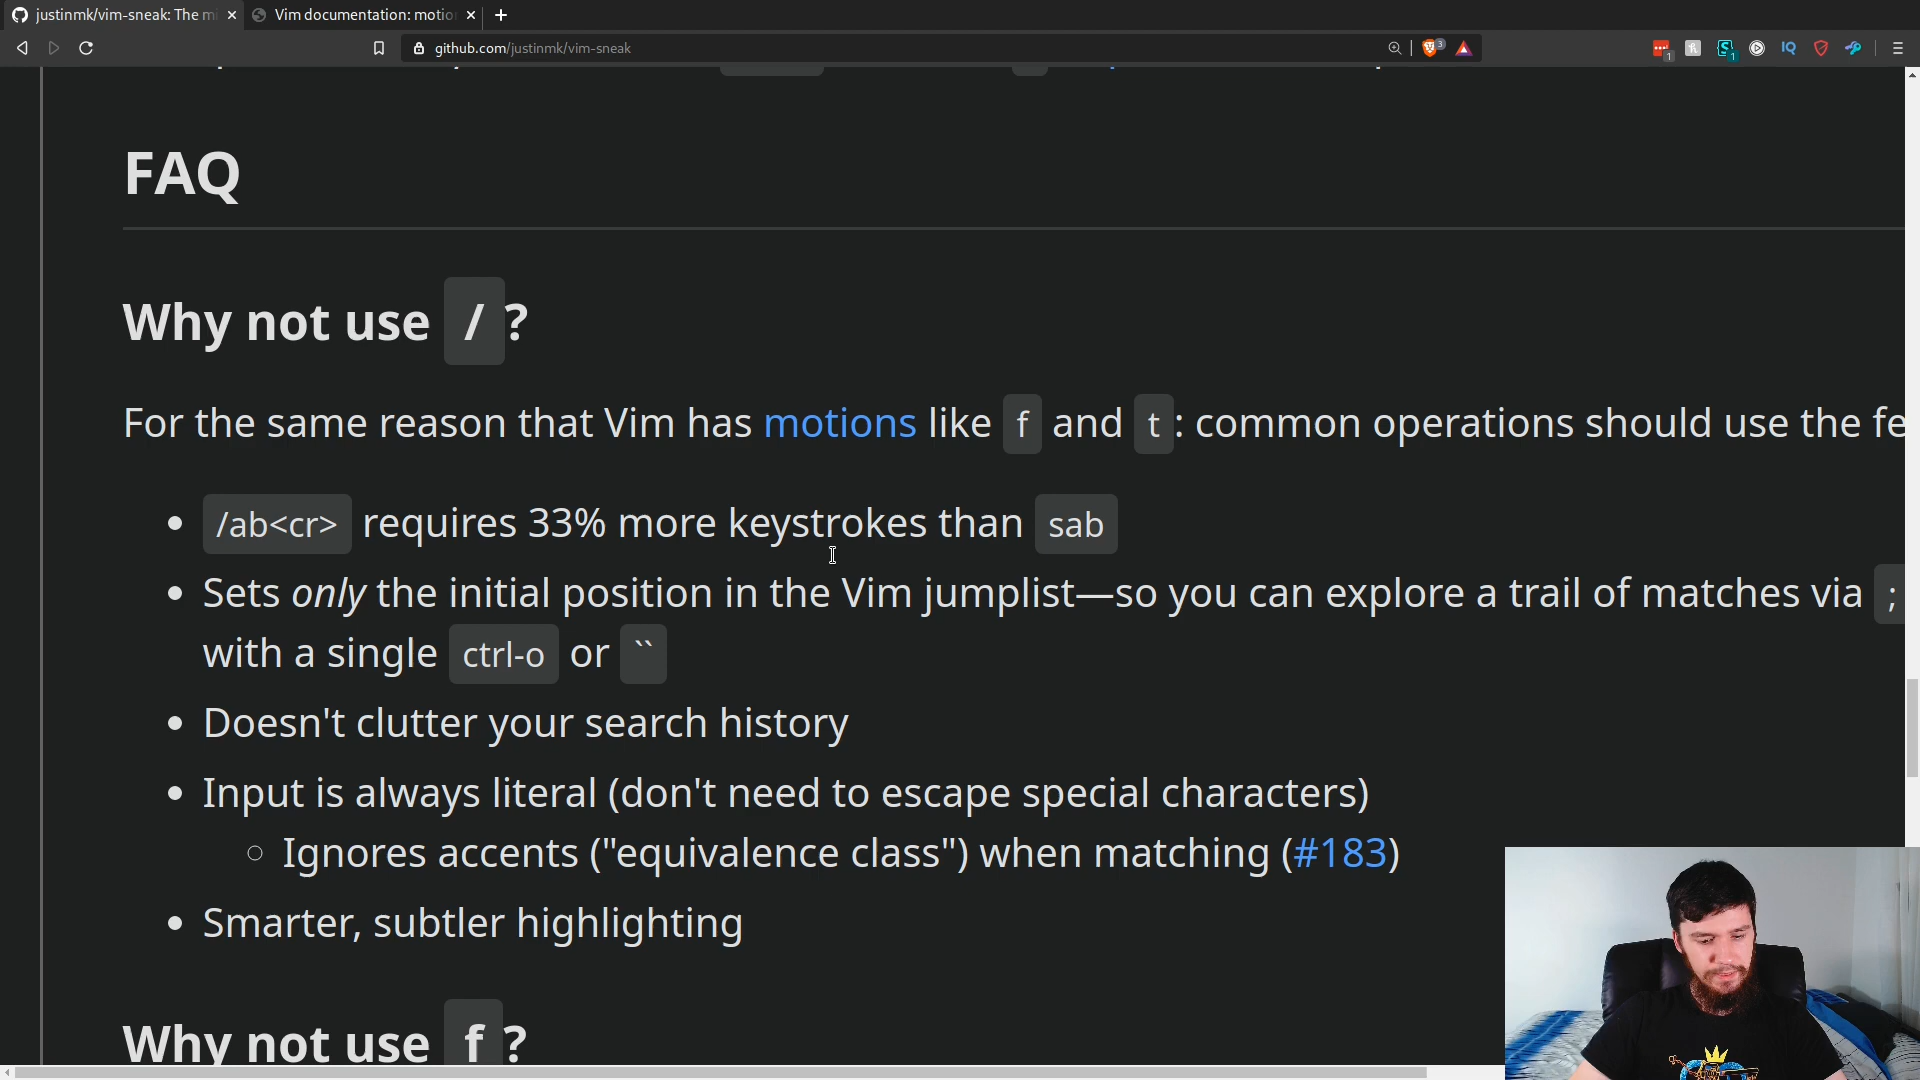 justinmk/vim-sneak: The mi
Vim documentation: motio
github.com/justinmk/vim-sneak
FAQ
Why not use / ?
For the same reason that Vim has motions like f and t: common operations should use the fe
/ab<cr> requires 33% more keystrokes than sab
Sets only the initial position in the Vim jumplist—so you can explore a trail of matches via ;
with a single ctrl-o or ``
Doesn't clutter your search history
Input is always literal (don't need to escape special characters)
Ignores accents ("equivalence class") when matching (#183)
Smarter, subtler highlighting
Why not use f ?